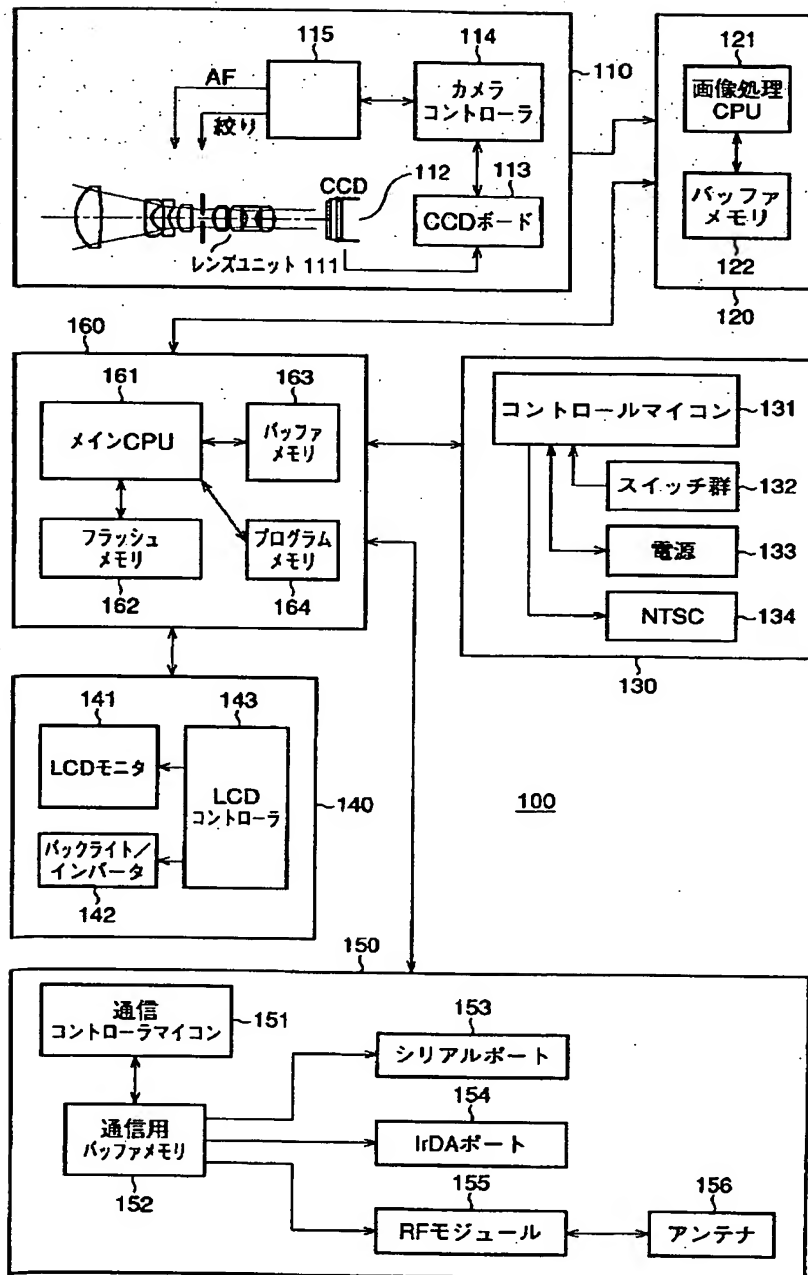 115
114
AF
絞り
カメラ
コントローラ
110
CCD
112
113
CCDボード
レンズユニット 111
121
画像処理
CPU
バッファ
メモリ
122
120
160
161
163
メインCPU
バッファ
メモリ
フラッシュ
メモリ
プログラム
メモリ
162
164
コントロールマイコン
131
スイッチ群
132
電源
133
NTSC
134
130
141
143
LCDモニタ
LCD
コントローラ
140
バックライト/
インバータ
142
100
150
通信
コントローラマイコン
151
153
シリアルポート
154
通信用
バッファメモリ
IrDAポート
152
155
156
RFモジュール
アンテナ